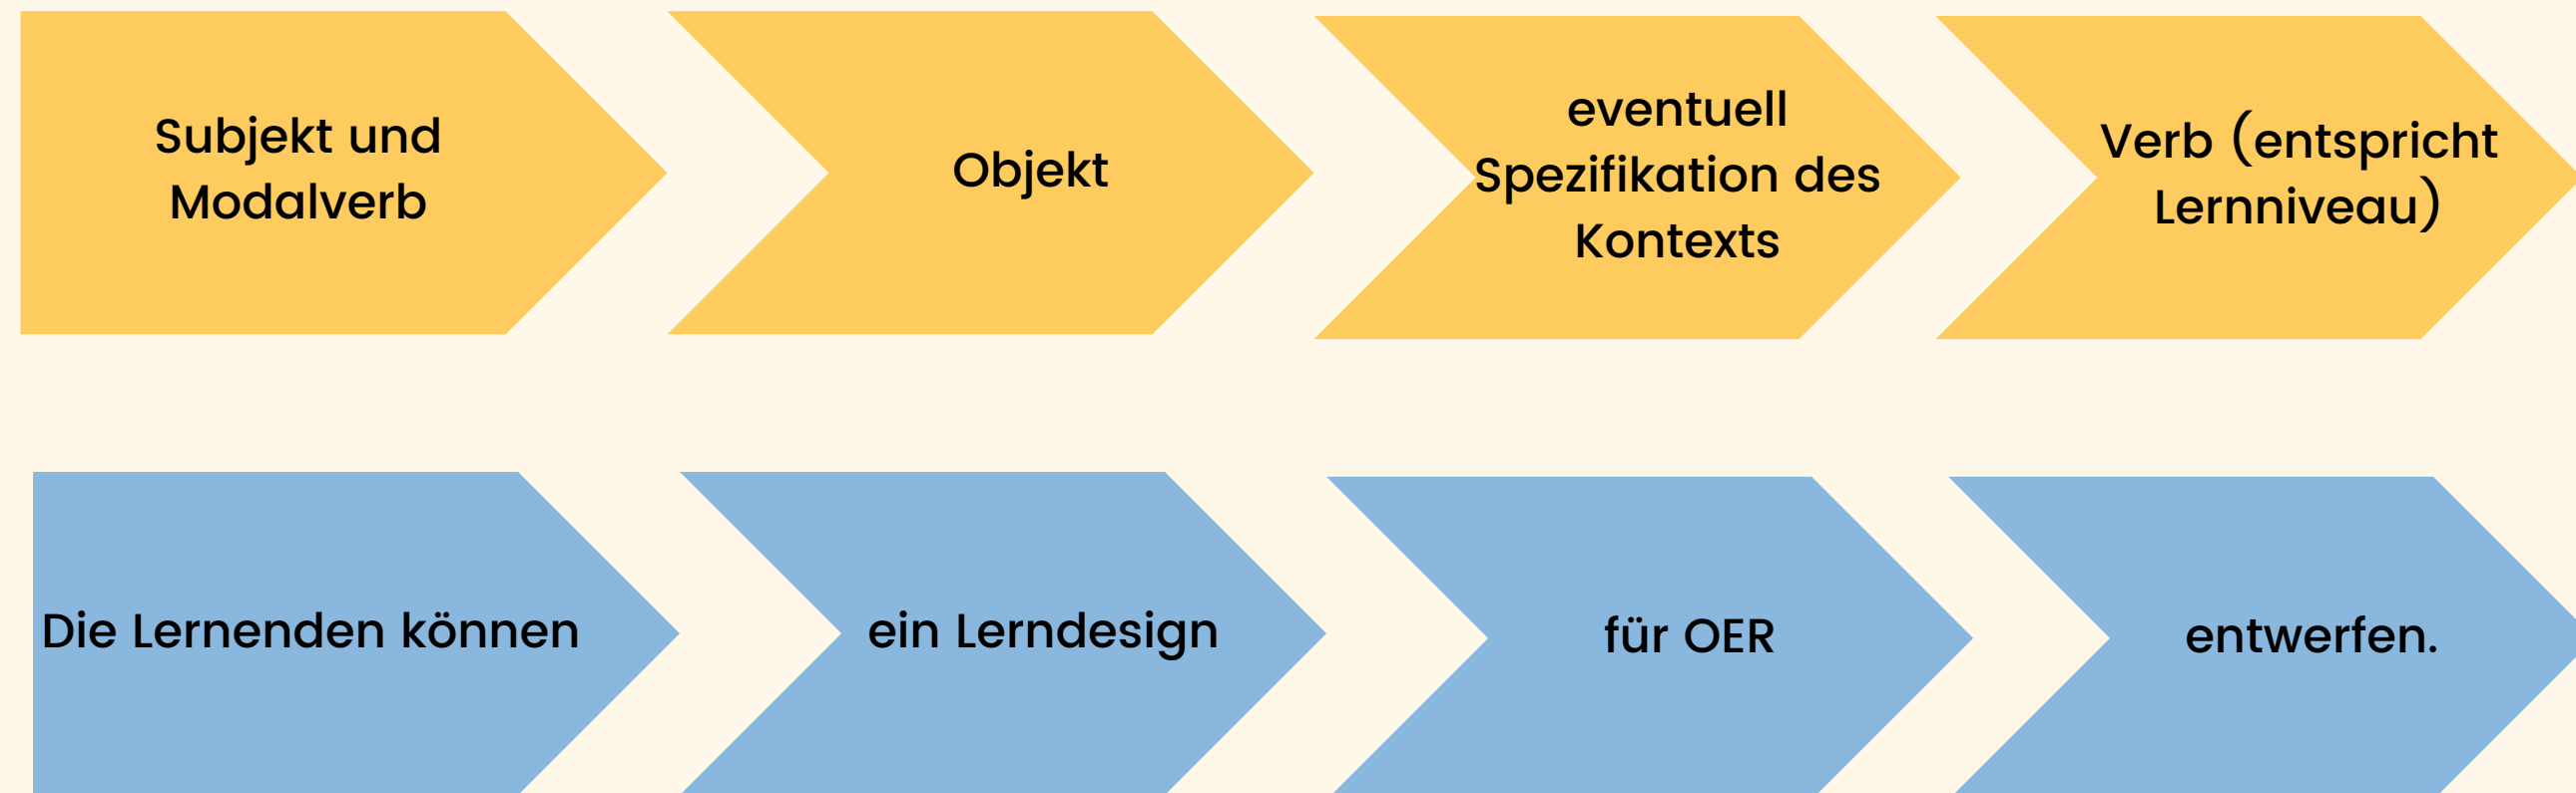 Subjekt und
Modalverb
Objekt
eventuell
Spezifikation des
Kontexts
Verb (entspricht
Lernniveau)
Die Lernenden können
ein Lerndesign
für OER
entwerfen.